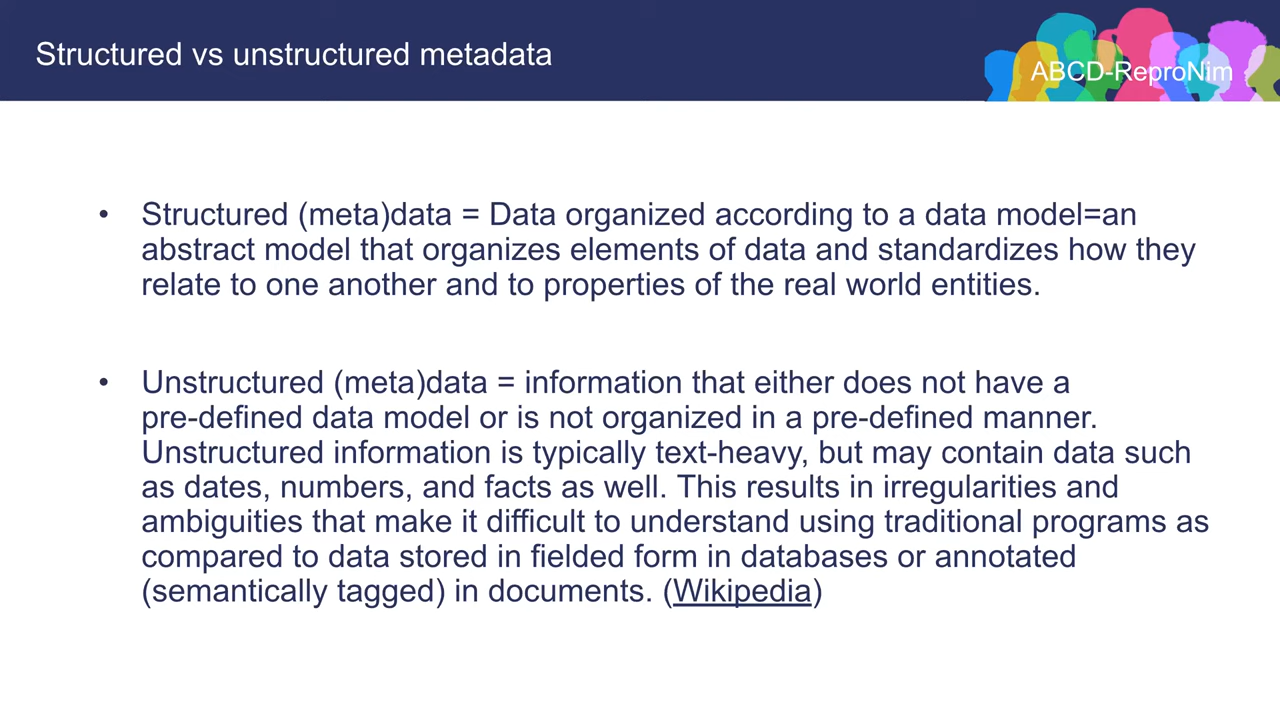 Structured vs unstructured metadata
ABCD-ReproNim
• Structured (meta)data = Data organized according to a data model=an
abstract model that organizes elements of data and standardizes how they
relate to one another and to properties of the real world entities.
• Unstructured (meta)data = information that either does not have a
pre-defined data model or is not organized in a pre-defined manner.
Unstructured information is typically text-heavy, but may contain data such
as dates, numbers, and facts as well. This results in irregularities and
ambiguities that make it difficult to understand using traditional programs as
compared to data stored in fielded form in databases or annotated
(semantically tagged) in documents. (Wikipedia)